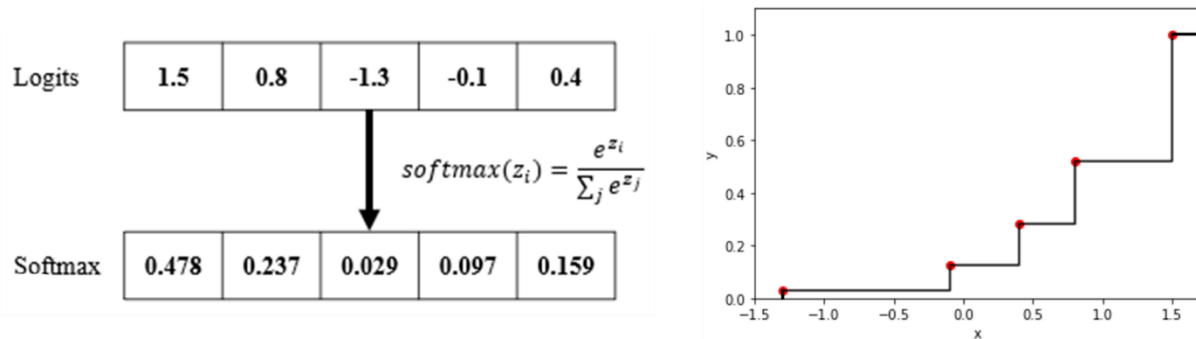 Logits 1.5 0.8 -1.3 -0.1 0.4
softmax(z_i) = e^{z_i} / ∑_j e^{z_j}
Softmax 0.478 0.237 0.029 0.097 0.159
1.0
0.8
0.6
y
0.4
0.2
0.0
−1.5 −1.0 −0.5 0.0 0.5 1.0 1.5
x